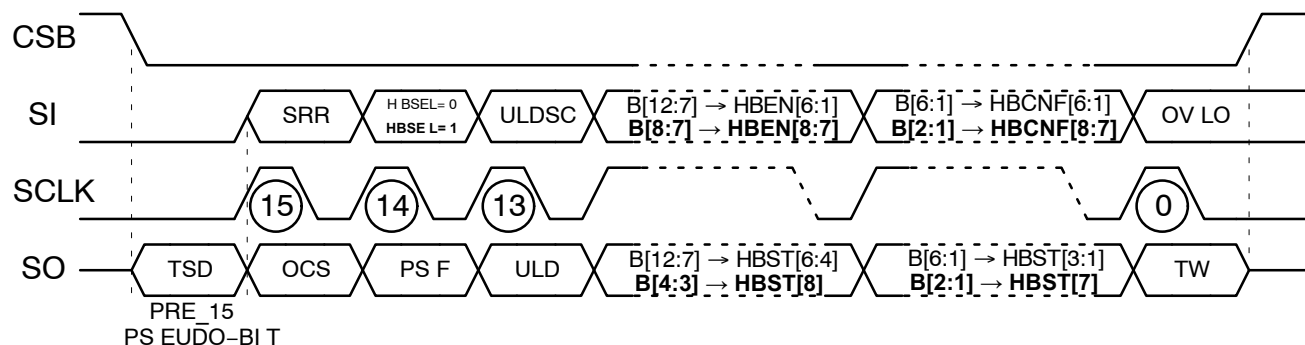 CSB
SI
SRR
H BSEL= 0
HBSE L= 1
ULDSC
B[12:7] → HBEN[6:1]
B[8:7] → HBEN[8:7]
B[6:1] → HBCNF[6:1]
B[2:1] → HBCNF[8:7]
OV LO
SCLK
15
14
13
0
SO
TSD
OCS
PS F
ULD
B[12:7] → HBST[6:4]
B[4:3] → HBST[8]
B[6:1] → HBST[3:1]
B[2:1] → HBST[7]
TW
PRE_15
PS EUDO−BI T